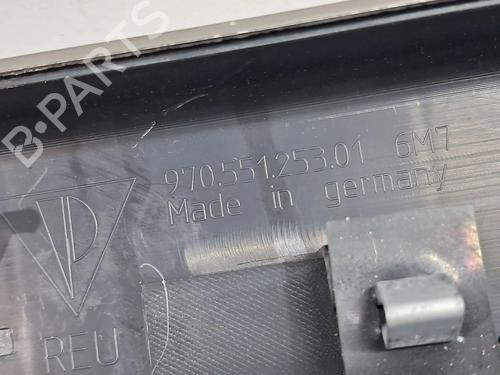 B-PARTS
970.551.253.01 6M7
Made in germany
REU